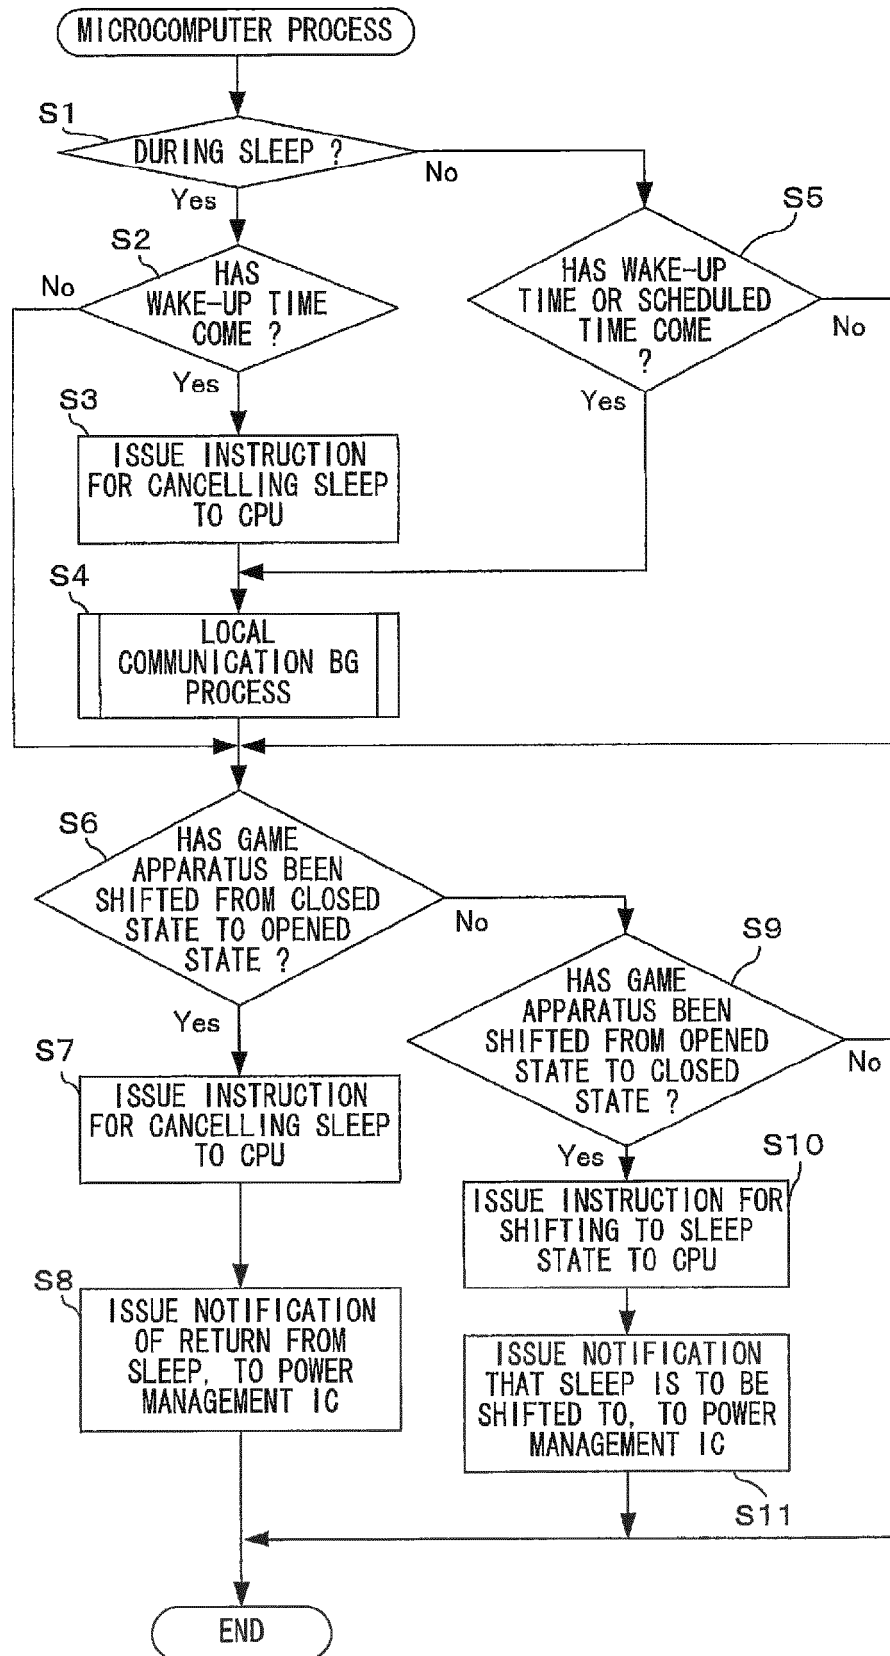 MICROCOMPUTER PROCESS
S1
DURING SLEEP ?
No
Yes
S2
HAS
WAKE-UP TIME
COME ?
No
Yes
S5
HAS WAKE-UP
TIME OR SCHEDULED
TIME COME
?
No
Yes
S3
ISSUE INSTRUCTION
FOR CANCELLING SLEEP
TO CPU
S4
LOCAL
COMMUNICATION BG
PROCESS
S6
HAS GAME
APPARATUS BEEN
SHIFTED FROM CLOSED
STATE TO OPENED
STATE ?
No
Yes
S9
HAS GAME
APPARATUS BEEN
SHIFTED FROM OPENED
STATE TO CLOSED
STATE ?
No
Yes
S7
ISSUE INSTRUCTION
FOR CANCELLING SLEEP
TO CPU
S10
ISSUE INSTRUCTION FOR
SHIFTING TO SLEEP
STATE TO CPU
S8
ISSUE NOTIFICATION
OF RETURN FROM
SLEEP, TO POWER
MANAGEMENT IC
ISSUE NOTIFICATION
THAT SLEEP IS TO BE
SHIFTED TO, TO POWER
MANAGEMENT IC
S11
END